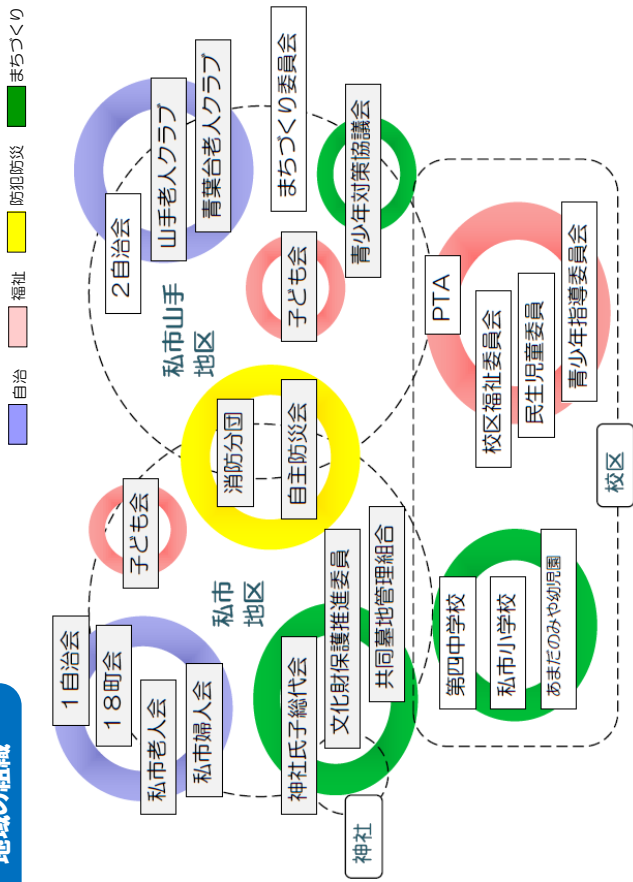 地域の組織
自治
福祉
防犯防災
まちづくり
1自治会
18町会
私市老人会
私市婦人会
子ども会
私市
地区
神社氏子総代会
文化財保護推進委員
共同墓地管理組合
神社
消防分団
自主防災会
私市山手
地区
2自治会
山手老人クラブ
青葉台老人クラブ
子ども会
まちづくり委員会
青少年対策協議会
第四中学校
私市小学校
あまだのみや幼児園
PTA
校区福祉委員会
民生児童委員
青少年指導委員会
校区